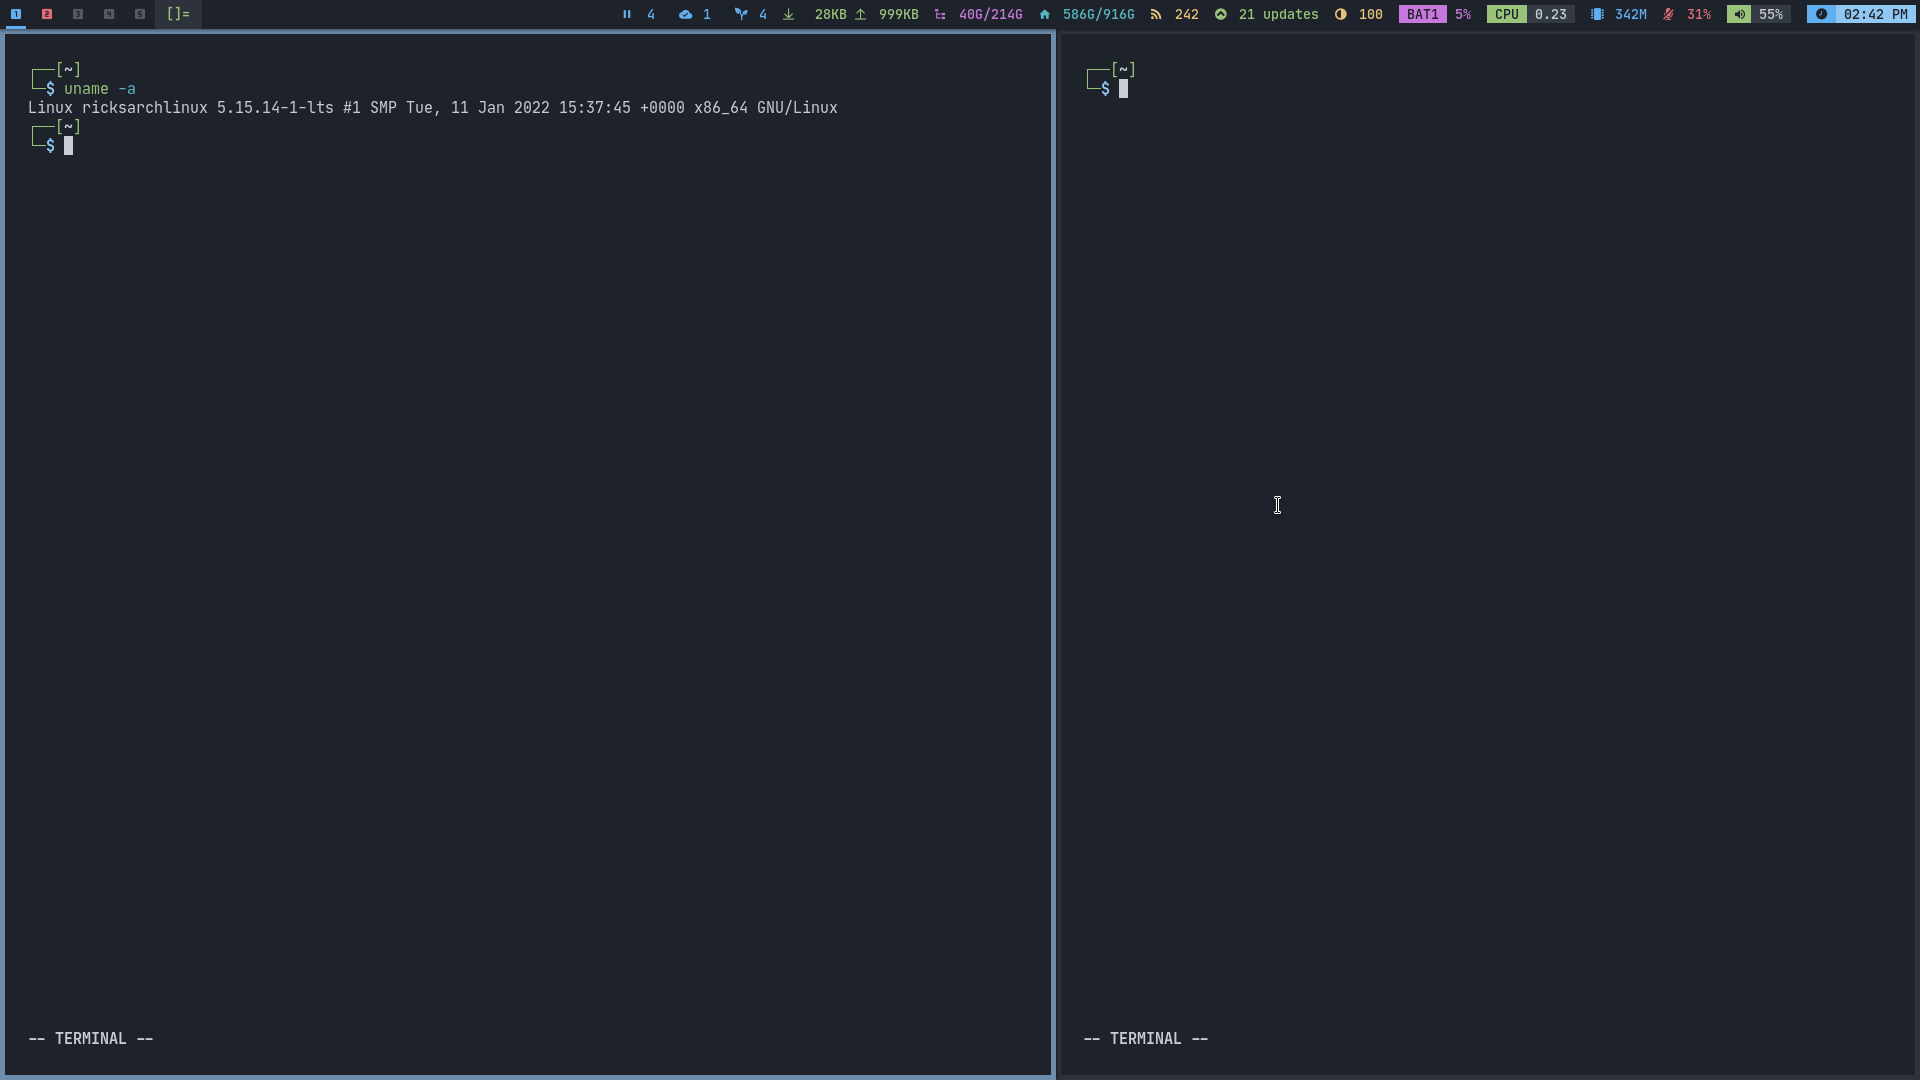 1 2 3 4 5 []= 4 1 4 28KB 999KB 40G/214G 586G/916G 242 21 updates 100 BAT1 5% CPU 0.23 342M 31% 55% 02:42 PM
[~]
$ uname -a
Linux ricksarchlinux 5.15.14-1-lts #1 SMP Tue, 11 Jan 2022 15:37:45 +0000 x86_64 GNU/Linux
[~]
$
-- TERMINAL --
[~]
$
-- TERMINAL --